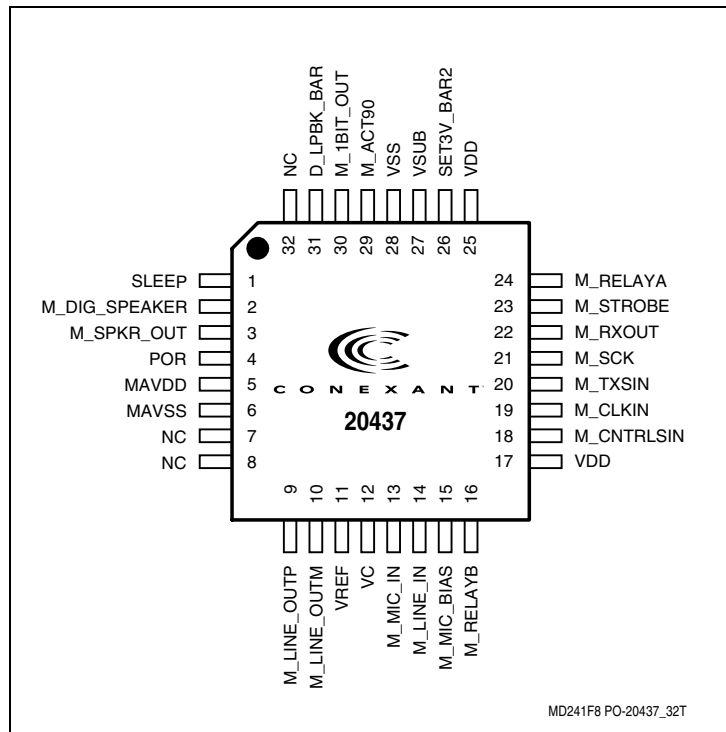 NC
D_LPBK_BAR
M_1BIT_OUT
M_ACT90
VSS
VSUB
SET3V_BAR2
VDD
32 31 30 29 28 27 26 25
SLEEP 1
M_DIG_SPEAKER 2
M_SPKR_OUT 3
POR 4
MAVDD 5
MAVSS 6
NC 7
NC 8
24 M_RELAYA
23 M_STROBE
22 M_RXOUT
21 M_SCK
20 M_TXSIN
19 M_CLKIN
18 M_CNTRLSIN
17 VDD
CONEXANT
20437
9 10 11 12 13 14 15 16
M_LINE_OUTP
M_LINE_OUTM
VREF
VC
M_MIC_IN
M_LINE_IN
M_MIC_BIAS
M_RELAYB
MD241F8 PO-20437_32T